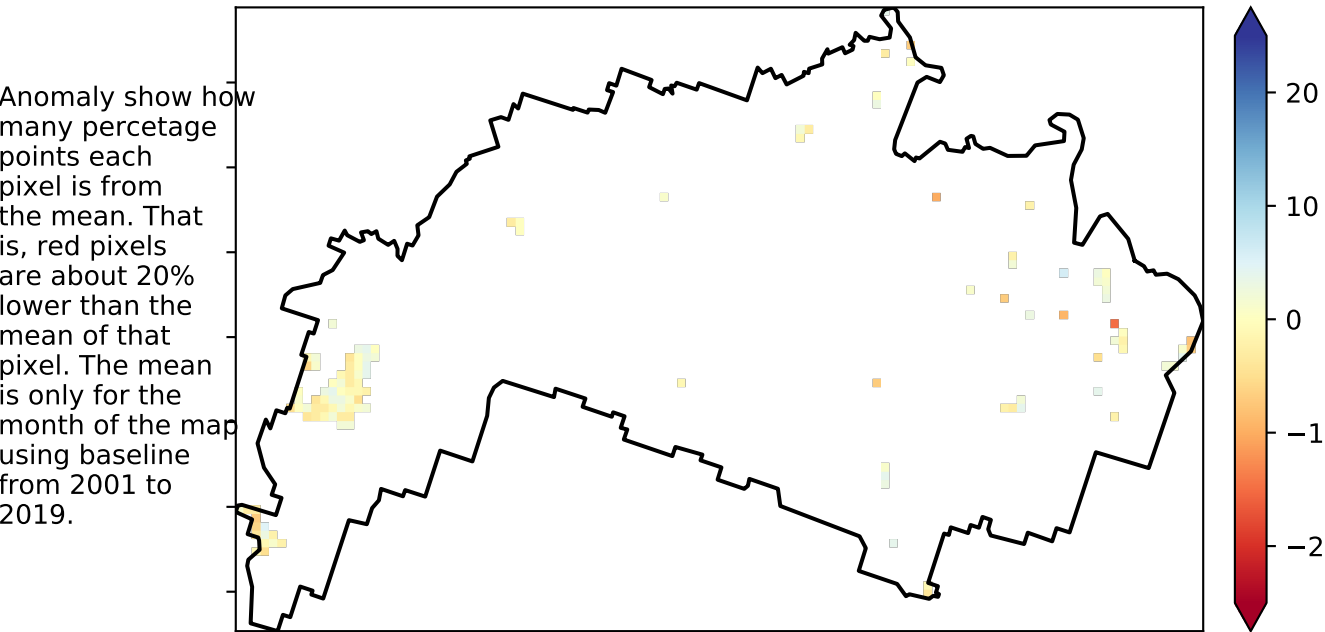 Anomaly show how
many percetage
points each
pixel is from
the mean. That
is, red pixels
are about 20%
lower than the
mean of that
pixel. The mean
is only for the
month of the map
using baseline
from 2001 to
2019.
20
10
0
−1
−2